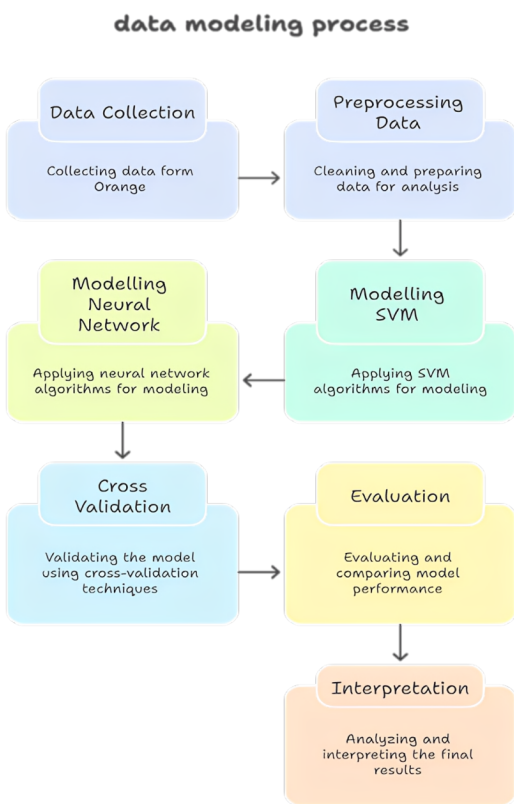 data modeling process
Data Collection
Collecting data form
Orange
Preprocessing
Data
Cleaning and preparing
data for analysis
Modelling
SVM
Applying SVM
algorithms for modeling
Modelling
Neural
Network
Applying neural network
algorithms for modeling
Cross
Validation
Validating the model
using cross-validation
techniques
Evaluation
Evaluating and
comparing model
performance
Interpretation
Analyzing and
interpreting the final
results